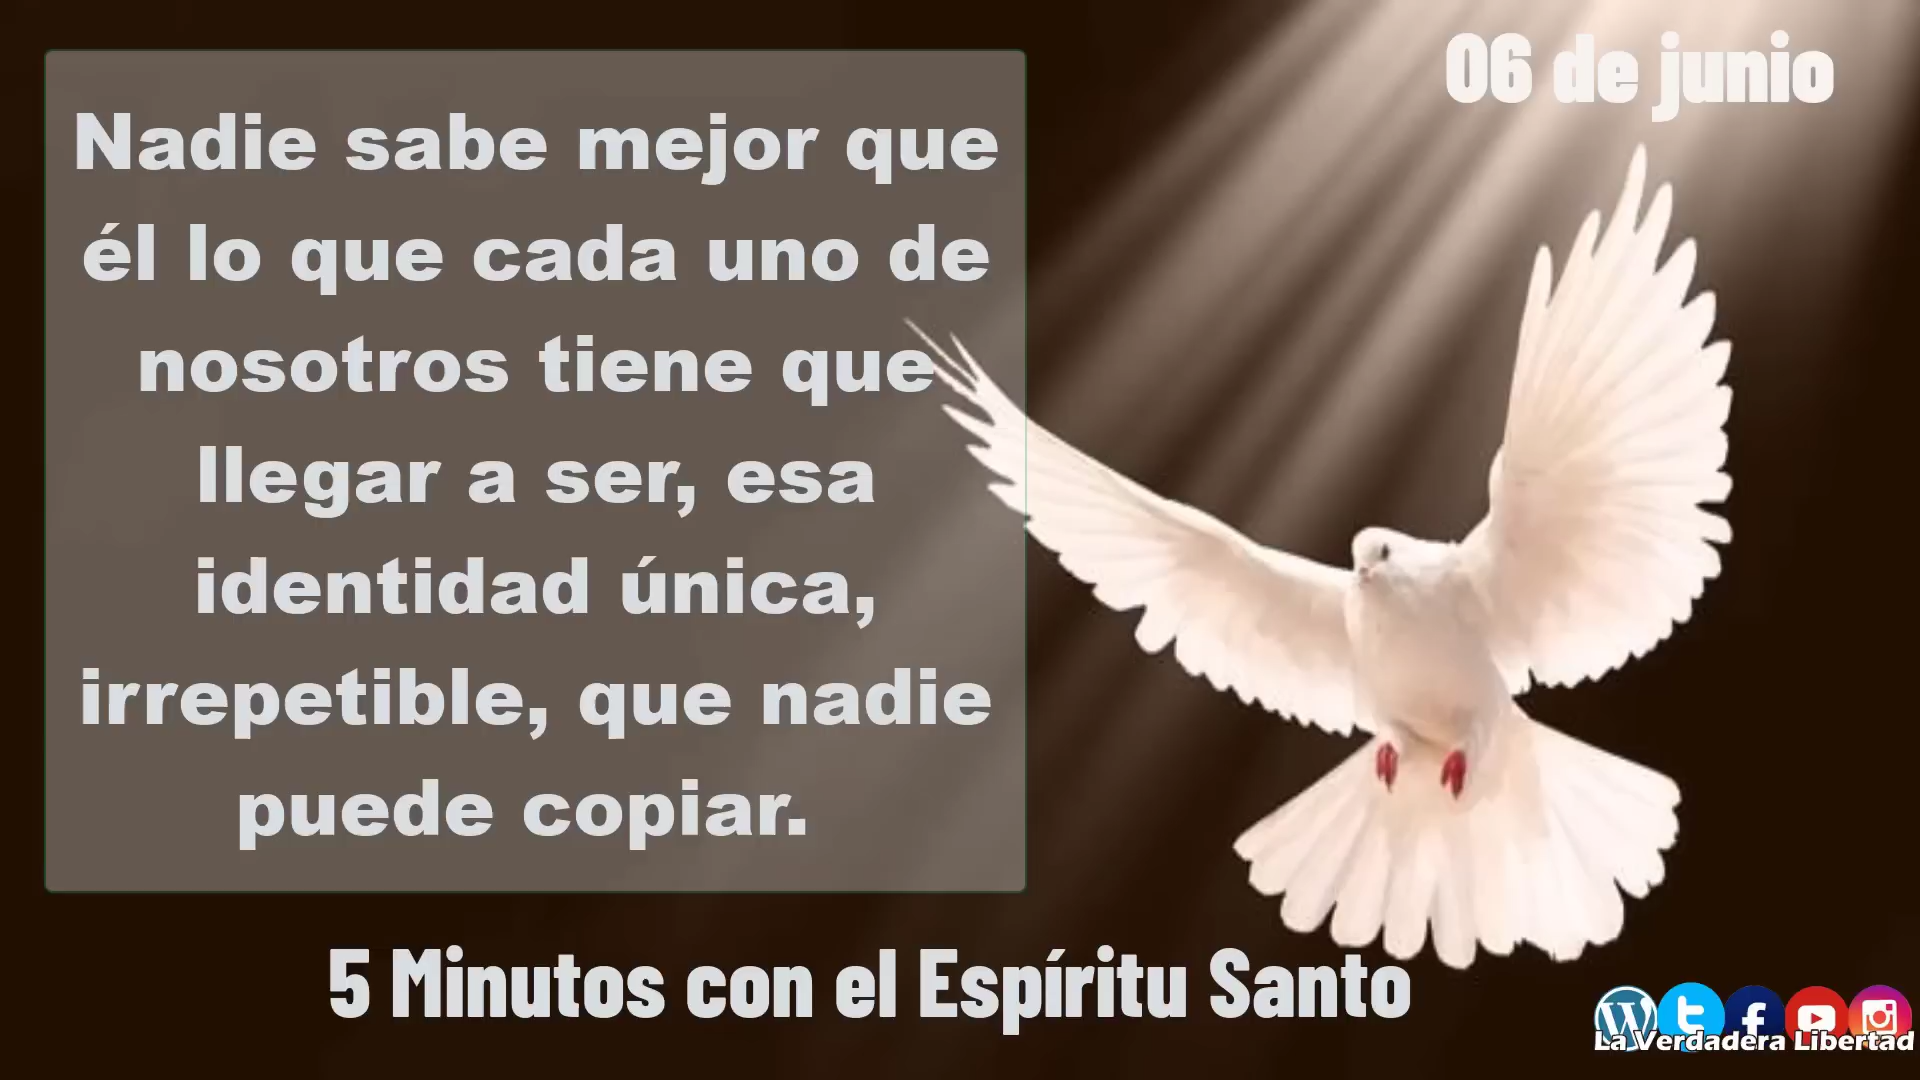 06 de junio
Nadie sabe mejor que
él lo que cada uno de
nosotros tiene que
llegar a ser, esa
identidad única,
irrepetible, que nadie
puede copiar.
5 Minutos con el Espíritu Santo
La Verdadera Libertad